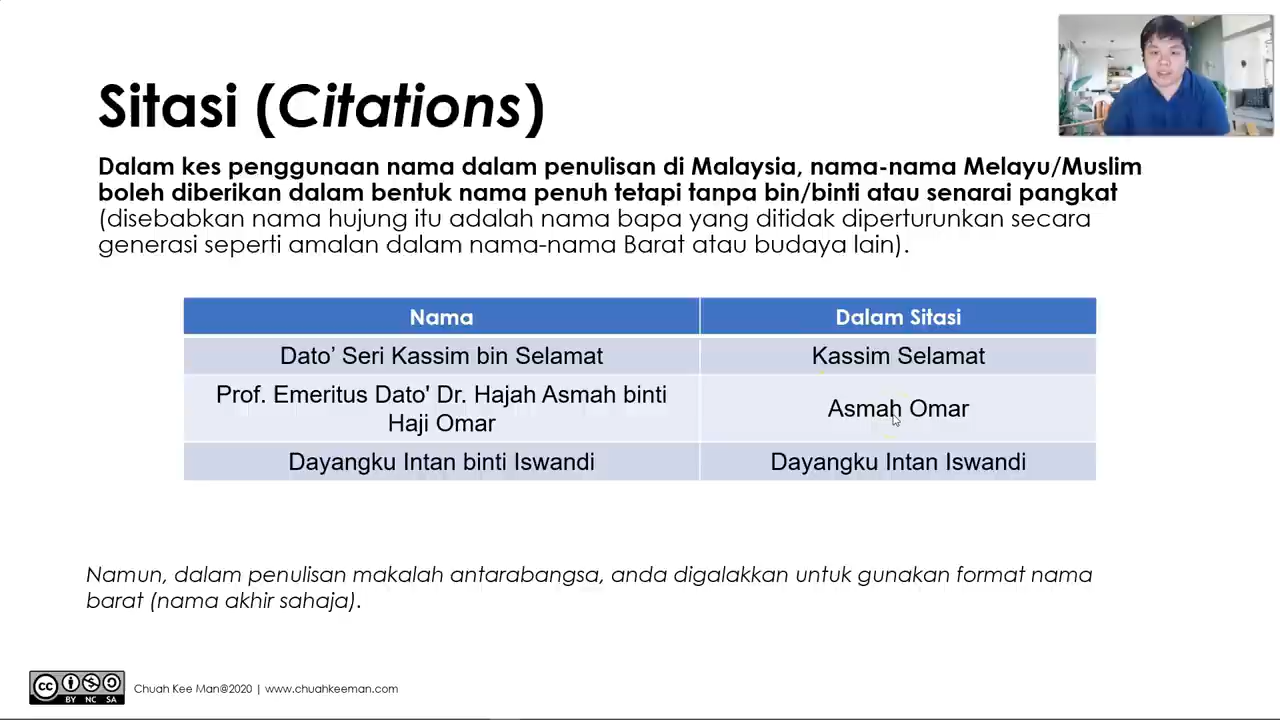 Sitasi (Citations)
Dalam kes penggunaan nama dalam penulisan di Malaysia, nama-nama Melayu/Muslim
boleh diberikan dalam bentuk nama penuh tetapi tanpa bin/binti atau senarai pangkat
(disebabkan nama hujung itu adalah nama bapa yang ditidak diperturunkan secara
generasi seperti amalan dalam nama-nama Barat atau budaya lain).
Nama
Dalam Sitasi
Dato’ Seri Kassim bin Selamat
Kassim Selamat
Prof. Emeritus Dato' Dr. Hajah Asmah binti
Haji Omar
Asmah Omar
Dayangku Intan binti Iswandi
Dayangku Intan Iswandi
Namun, dalam penulisan makalah antarabangsa, anda digalakkan untuk gunakan format nama
barat (nama akhir sahaja).
cc
BY NC SA
Chuah Kee Man@2020 | www.chuahkeeman.com